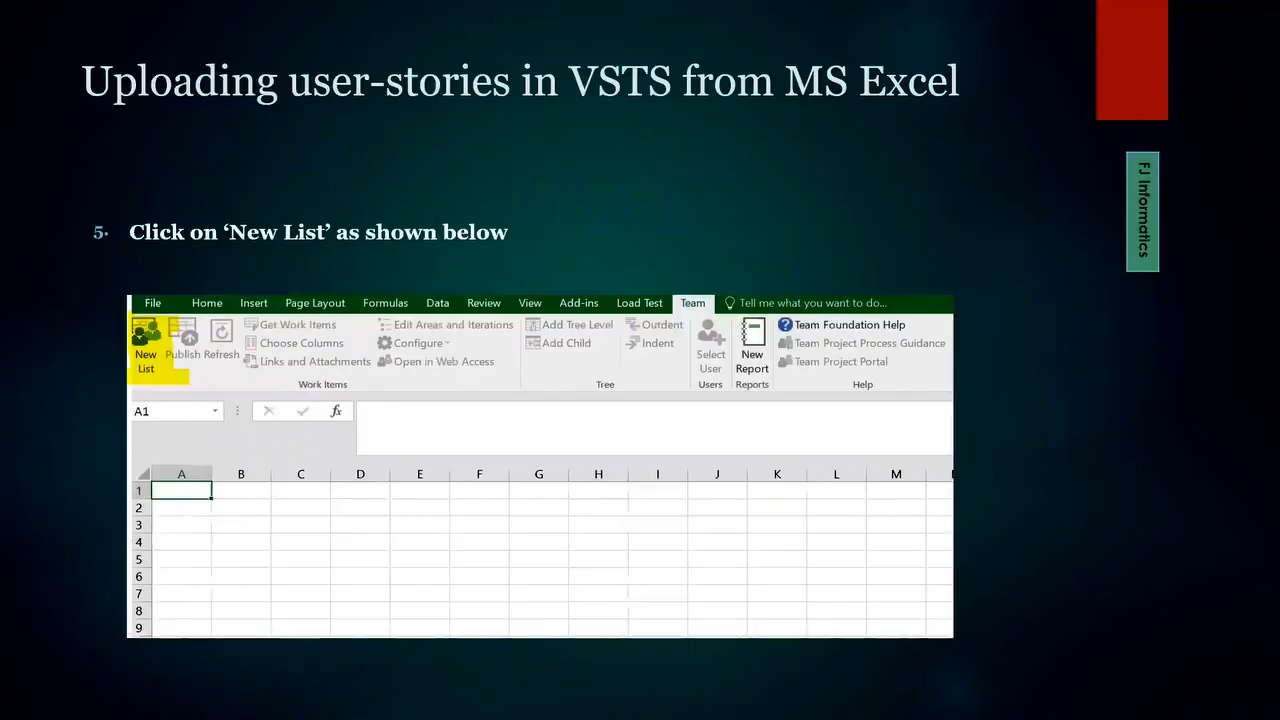 Uploading user-stories in VSTS from MS Excel
FJ Informatics
5. Click on ‘New List’ as shown below
File Home Insert Page Layout Formulas Data Review View Add-ins Load Test Team Tell me what you want to do...
New List
Publish
Refresh
Get Work Items
Choose Columns
Links and Attachments
Edit Areas and Iterations
Configure
Open in Web Access
Work Items
Add Tree Level
Add Child
Outdent
Indent
Tree
Select User
Users
New Report
Reports
Team Foundation Help
Team Project Process Guidance
Team Project Portal
Help
A1 fx
A B C D E F G H I J K L M
1
2
3
4
5
6
7
8
9